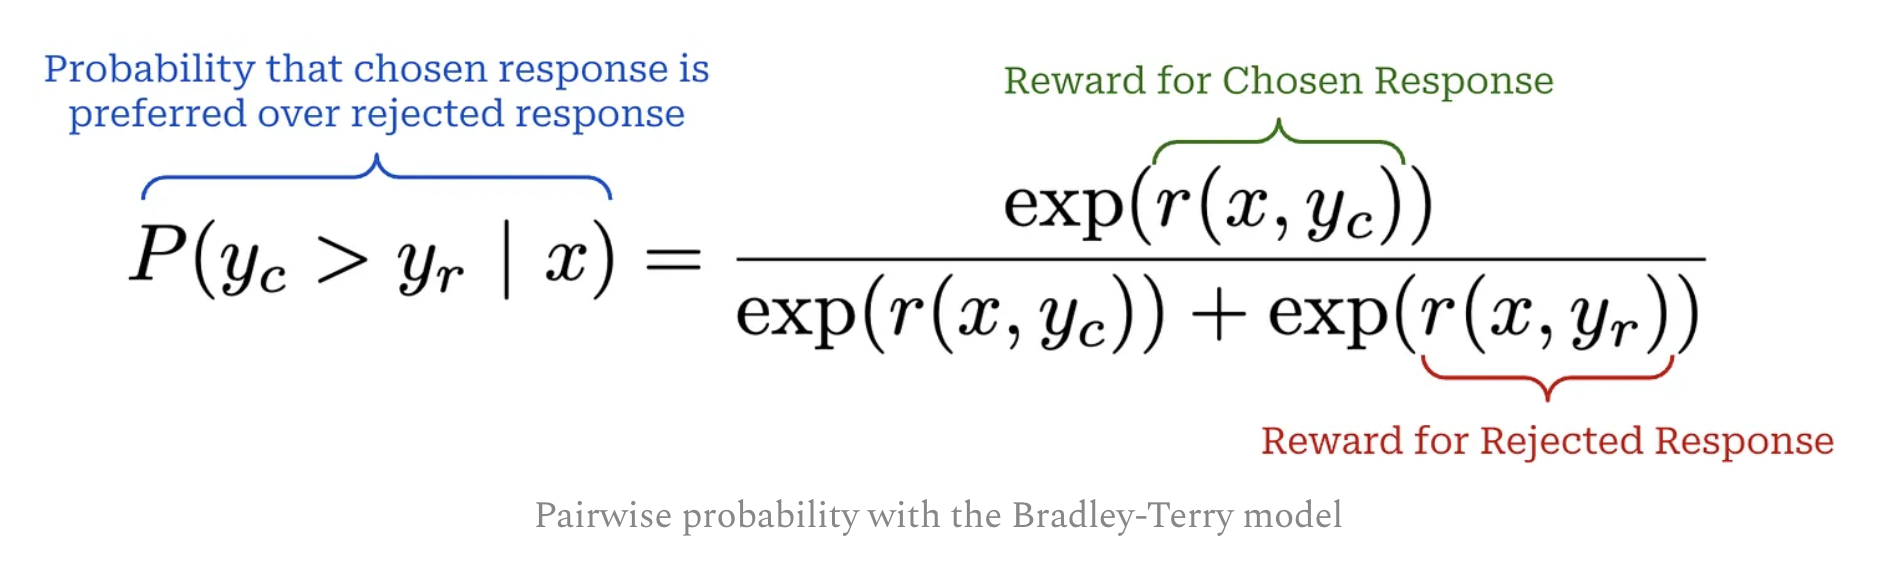 Probability that chosen response is
preferred over rejected response
Reward for Chosen Response
P(y_c > y_r | x) = exp(r(x, y_c)) / exp(r(x, y_c)) + exp(r(x, y_r))
Reward for Rejected Response
Pairwise probability with the Bradley-Terry model